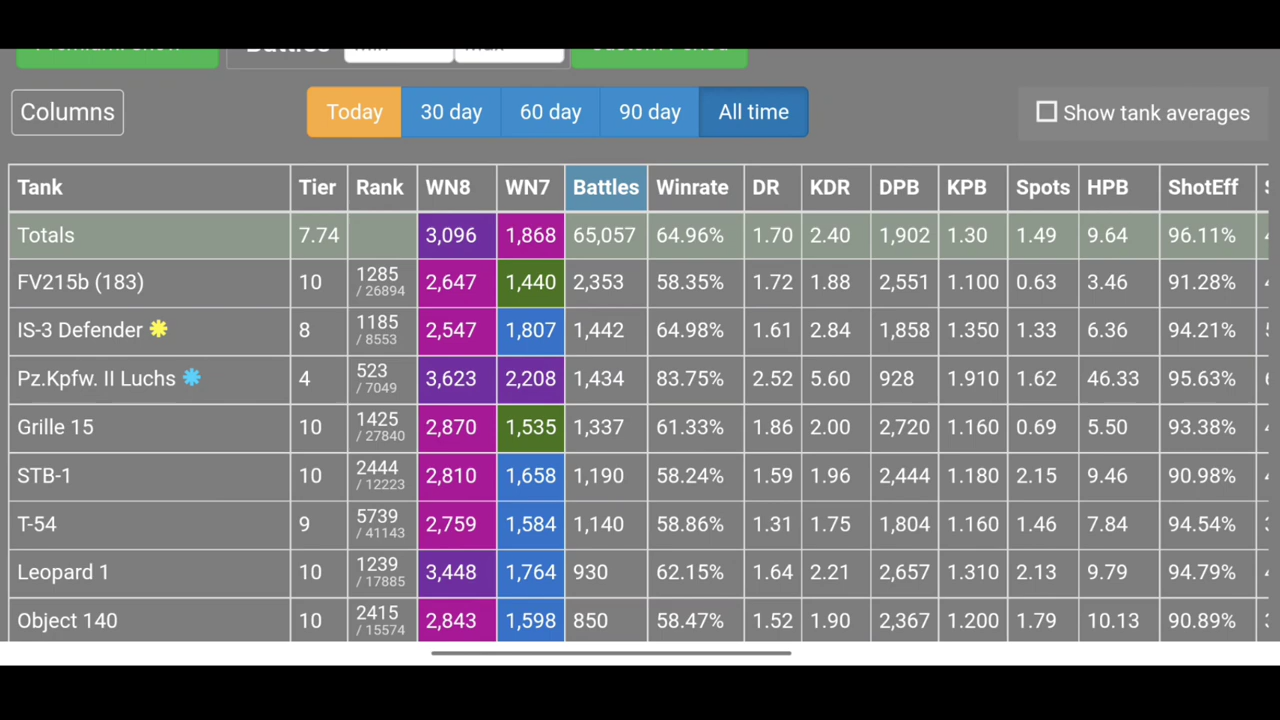 Columns Today 30 day 60 day 90 day All time Show tank averages
Tank Tier Rank WN8 WN7 Battles Winrate DR KDR DPB KPB Spots HPB ShotEff
Totals 7.74 3,096 1,868 65,057 64.96% 1.70 2.40 1,902 1.30 1.49 9.64 96.11%
FV215b (183) 10 1285 / 26894 2,647 1,440 2,353 58.35% 1.72 1.88 2,551 1.100 0.63 3.46 91.28%
IS-3 Defender 8 1185 / 8553 2,547 1,807 1,442 64.98% 1.61 2.84 1,858 1.350 1.33 6.36 94.21%
Pz.Kpfw. II Luchs 4 523 / 7049 3,623 2,208 1,434 83.75% 2.52 5.60 928 1.910 1.62 46.33 95.63%
Grille 15 10 1425 / 27840 2,870 1,535 1,337 61.33% 1.86 2.00 2,720 1.160 0.69 5.50 93.38%
STB-1 10 2444 / 12223 2,810 1,658 1,190 58.24% 1.59 1.96 2,444 1.180 2.15 9.46 90.98%
T-54 9 5739 / 41143 2,759 1,584 1,140 58.86% 1.31 1.75 1,804 1.160 1.46 7.84 94.54%
Leopard 1 10 1239 / 17885 3,448 1,764 930 62.15% 1.64 2.21 2,657 1.310 2.13 9.79 94.79%
Object 140 10 2415 / 15574 2,843 1,598 850 58.47% 1.52 1.90 2,367 1.200 1.79 10.13 90.89%